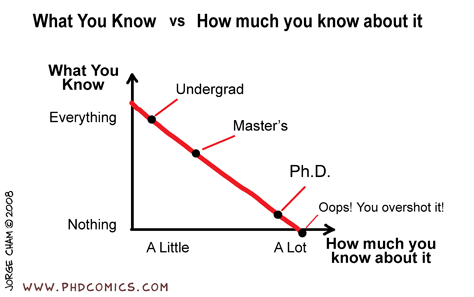 What You Know vs How much you know about it
What You
Know
Undergrad
Everything
Master's
Ph.D.
Oops! You overshot it!
Nothing
A Little
A Lot
How much you
know about it
JORGE CHAM © 2008
WWW.PHDCOMICS.COM